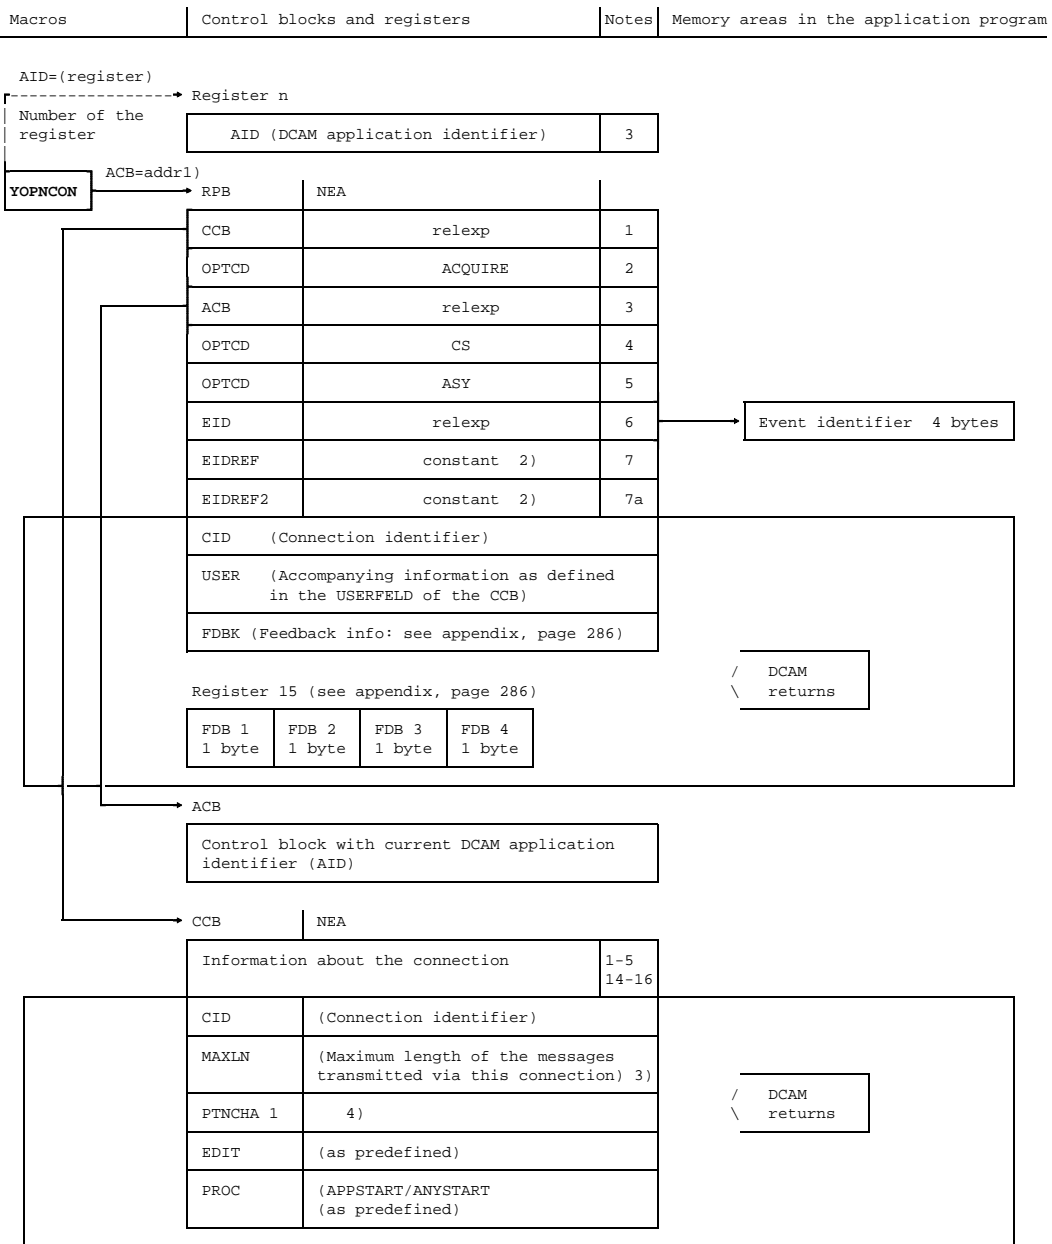 Macros Control blocks and registers Notes Memory areas in the application program
AID=(register)
Register n
Number of the
register
AID (DCAM application identifier) 3
ACB=addr1)
YOPNCON RPB NEA
CCB relexp 1
OPTCD ACQUIRE 2
ACB relexp 3
OPTCD CS 4
OPTCD ASY 5
EID relexp 6 Event identifier 4 bytes
EIDREF constant 2) 7
EIDREF2 constant 2) 7a
CID (Connection identifier)
USER (Accompanying information as defined
in the USERFELD of the CCB)
FDBK (Feedback info: see appendix, page 286)
/ DCAM
\ returns
Register 15 (see appendix, page 286)
FDB 1 FDB 2 FDB 3 FDB 4
1 byte 1 byte 1 byte 1 byte
ACB
Control block with current DCAM application
identifier (AID)
CCB NEA
Information about the connection 1-5
14-16
CID (Connection identifier)
MAXLN (Maximum length of the messages
transmitted via this connection) 3)
/ DCAM
\ returns
PTNCHA 1 4)
EDIT (as predefined)
PROC (APPSTART/ANYSTART
(as predefined)